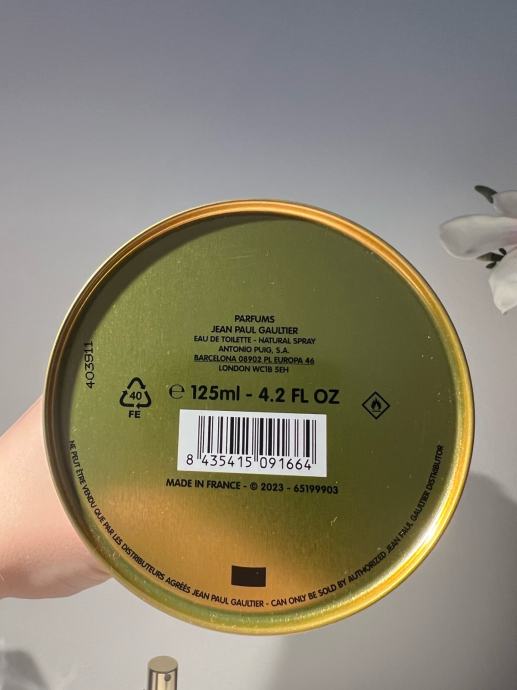 PARFUMS
JEAN PAUL GAULTIER
EAU DE TOILETTE - NATURAL SPRAY
ANTONIO PUIG, S.A.
BARCELONA 08902 PL EUROPA 46
LONDON WC1B 5EH
403911
40
FE
℮ 125ml - 4.2 FL OZ
8 435415 091664
MADE IN FRANCE - © 2023 - 65199903
NE PEUT ÊTRE VENDU QUE PAR LES DISTRIBUTEURS AGRÉÉS JEAN PAUL GAULTIER - CAN ONLY BE SOLD BY AUTHORIZED JEAN PAUL GAULTIER DISTRIBUTOR